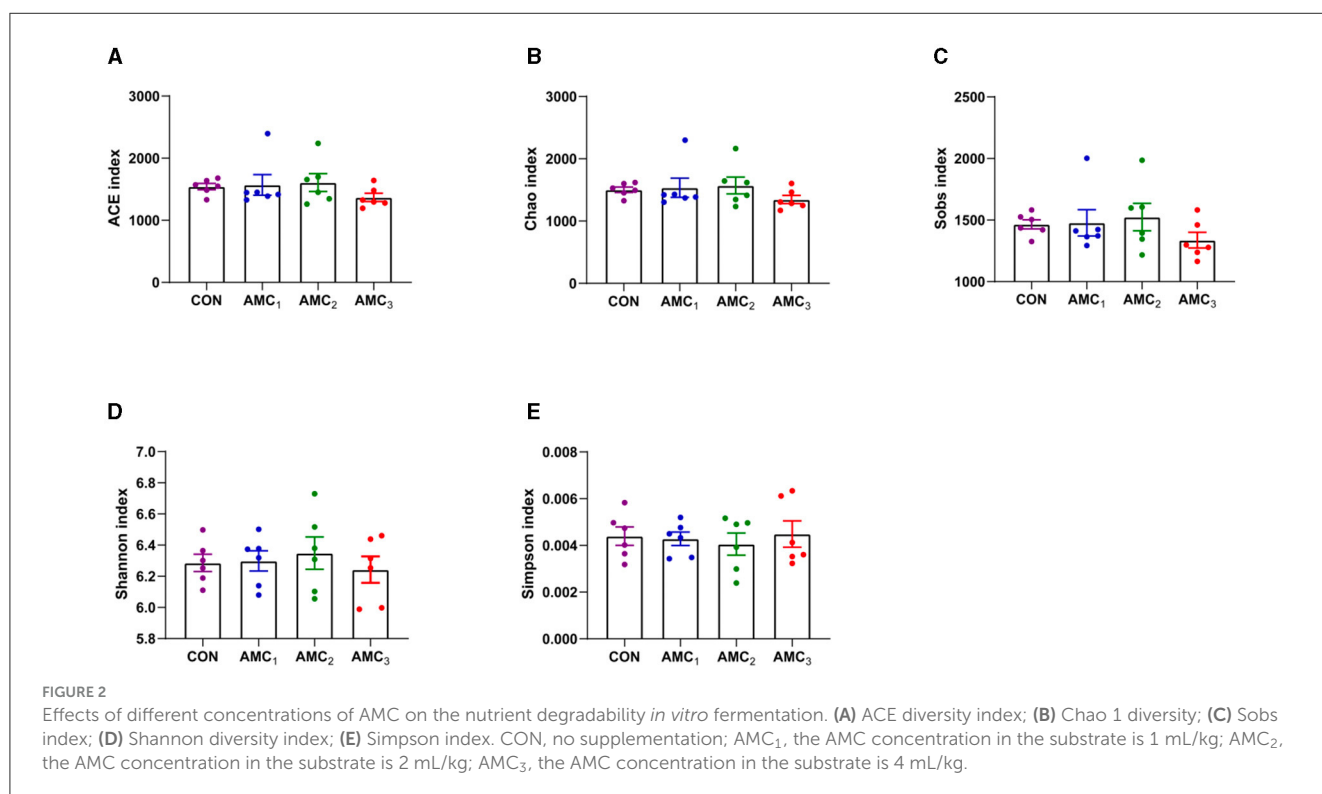 A
B
C
3000
2000
1000
0
ACE index
CON AMC₁ AMC₂ AMC₃
3000
2000
1000
0
Chao index
CON AMC₁ AMC₂ AMC₃
2500
2000
1500
1000
Sobs index
CON AMC₁ AMC₂ AMC₃
D
E
7.0
6.8
6.6
6.4
6.2
6.0
5.8
Shannon index
CON AMC₁ AMC₂ AMC₃
0.008
0.006
0.004
0.002
0.000
Simpson index
CON AMC₁ AMC₂ AMC₃
FIGURE 2
Effects of different concentrations of AMC on the nutrient degradability in vitro fermentation. (A) ACE diversity index; (B) Chao 1 diversity; (C) Sobs
index; (D) Shannon diversity index; (E) Simpson index. CON, no supplementation; AMC₁, the AMC concentration in the substrate is 1 mL/kg; AMC₂,
the AMC concentration in the substrate is 2 mL/kg; AMC₃, the AMC concentration in the substrate is 4 mL/kg.